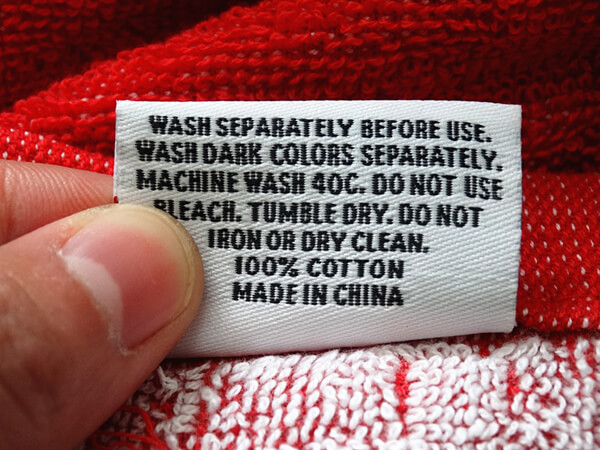 WASH SEPARATELY BEFORE USE.
WASH DARK COLORS SEPARATELY.
MACHINE WASH 40C. DO NOT USE
BLEACH. TUMBLE DRY. DO NOT
IRON OR DRY CLEAN.
100% COTTON
MADE IN CHINA